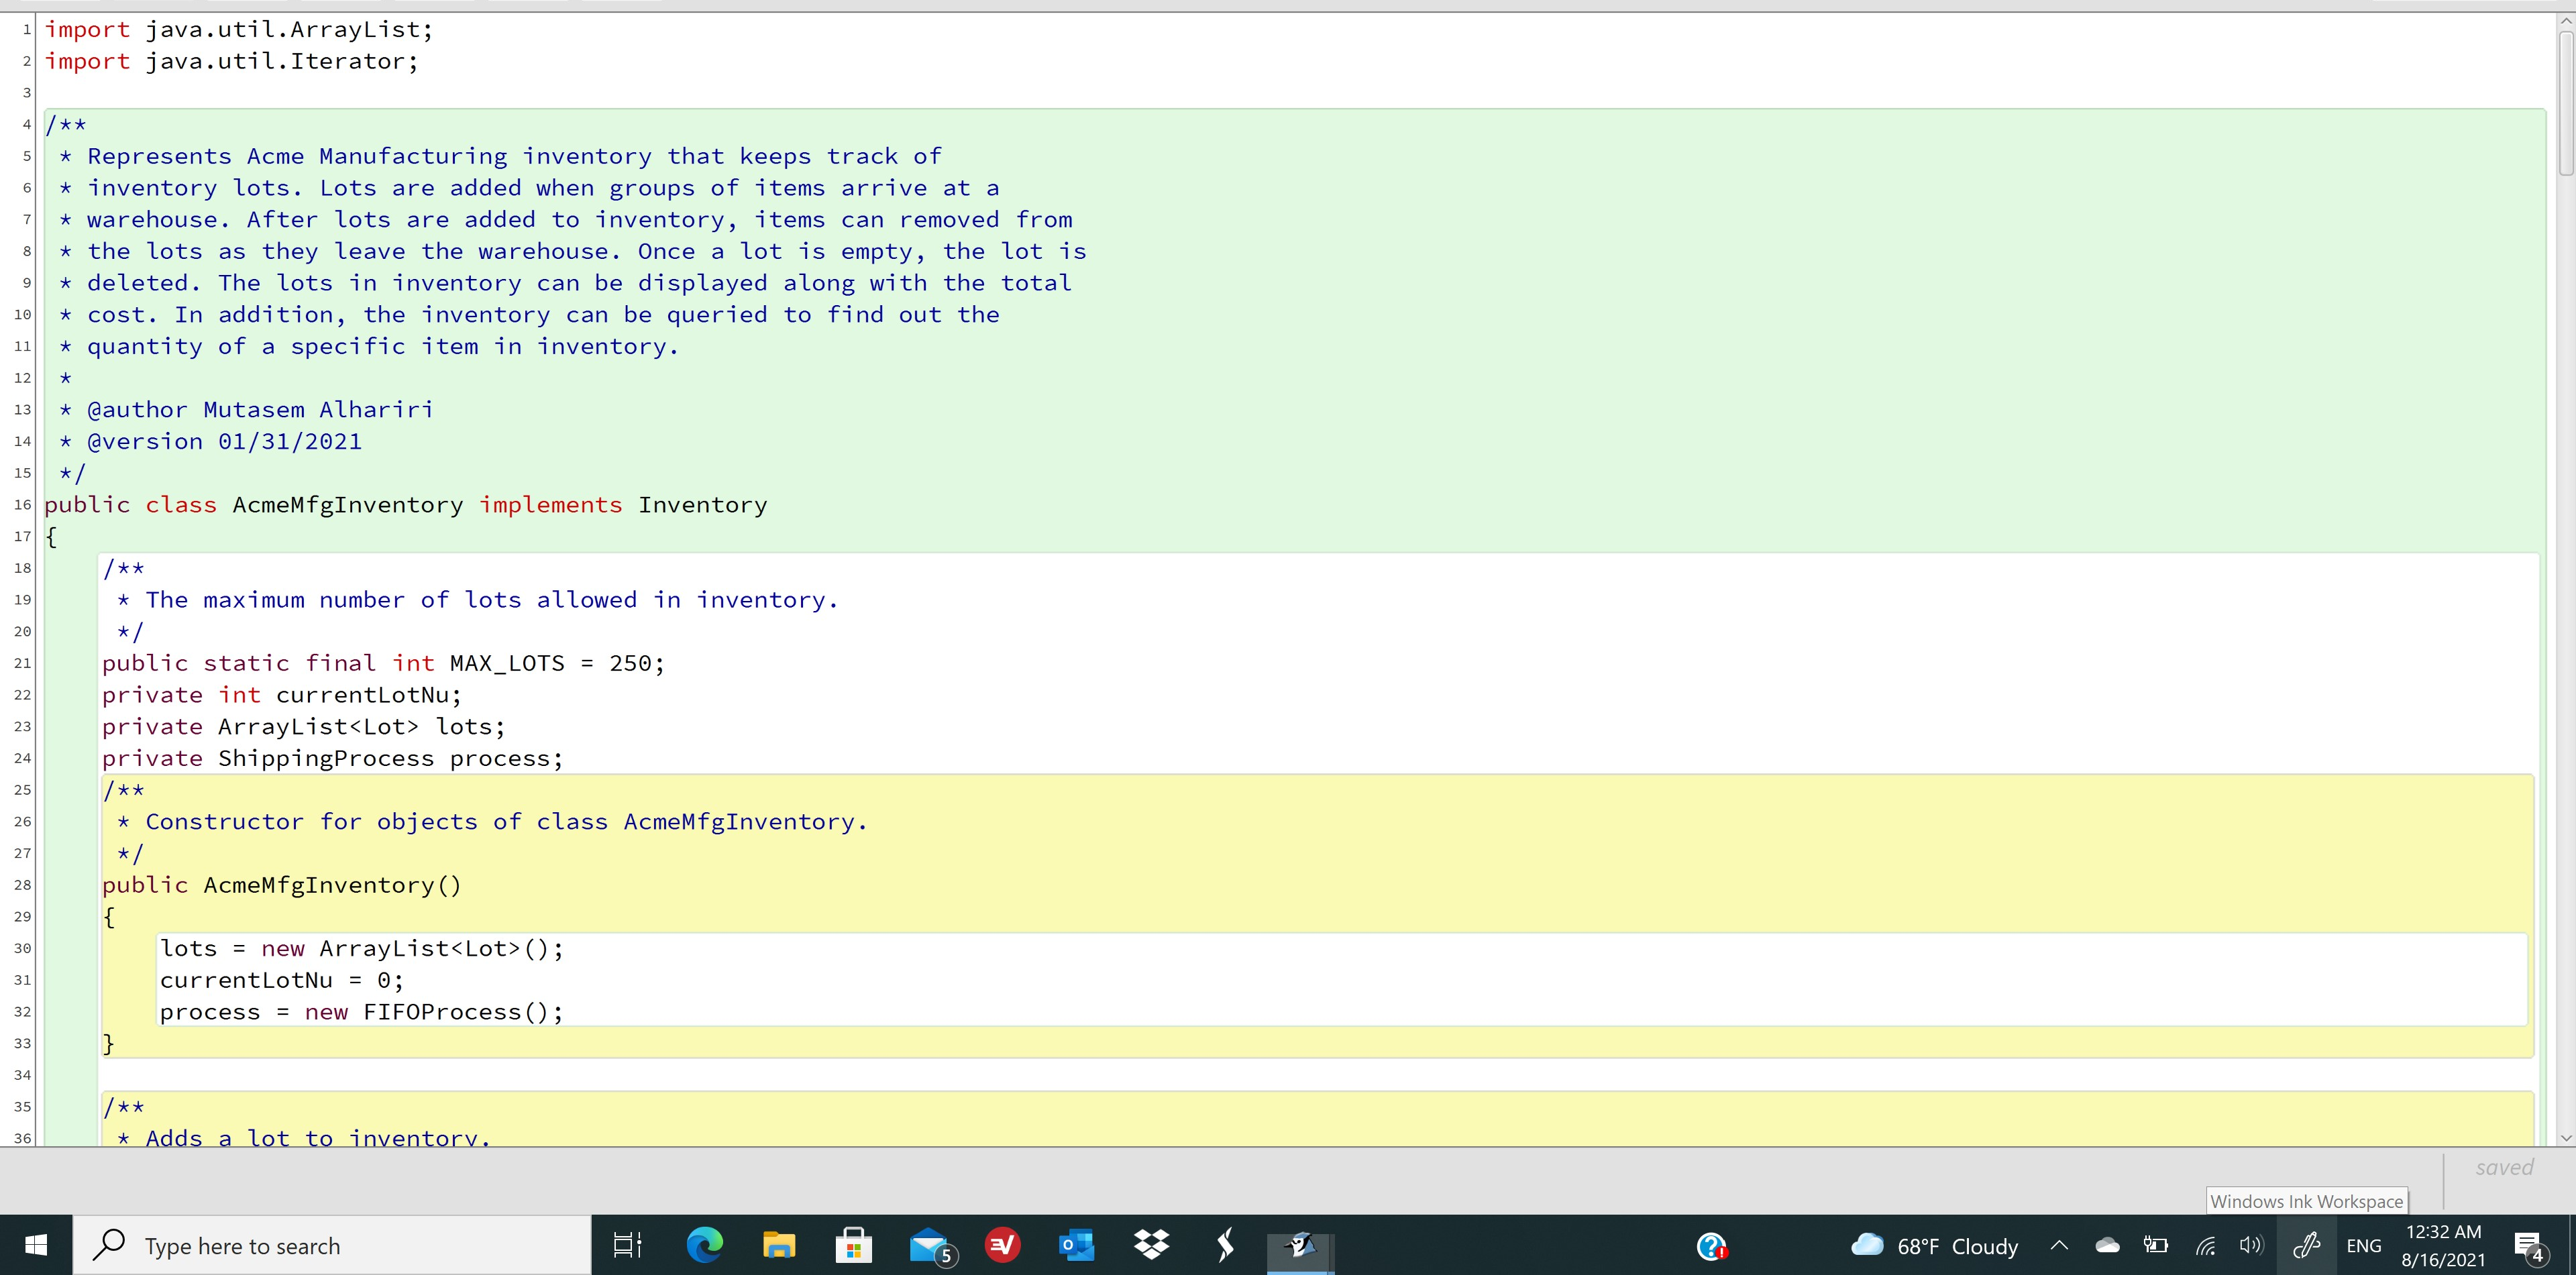 1 import java.util.ArrayList;
2 import java.util.Iterator;
3
4 /**
5  * Represents Acme Manufacturing inventory that keeps track of
6  * inventory lots. Lots are added when groups of items arrive at a
7  * warehouse. After lots are added to inventory, items can removed from
8  * the lots as they leave the warehouse. Once a lot is empty, the lot is
9  * deleted. The lots in inventory can be displayed along with the total
10  * cost. In addition, the inventory can be queried to find out the
11  * quantity of a specific item in inventory.
12  *
13  * @author Mutasem Alhariri
14  * @version 01/31/2021
15  */
16 public class AcmeMfgInventory implements Inventory
17 {
18     /**
19      * The maximum number of lots allowed in inventory.
20      */
21     public static final int MAX_LOTS = 250;
22     private int currentLotNu;
23     private ArrayList<Lot> lots;
24     private ShippingProcess process;
25     /**
26      * Constructor for objects of class AcmeMfgInventory.
27      */
28     public AcmeMfgInventory()
29     {
30         lots = new ArrayList<Lot>();
31         currentLotNu = 0;
32         process = new FIFOProcess();
33     }
34
35     /**
36      * Adds a lot to inventory.
saved
Windows Ink Workspace
Type here to search
5
68°F Cloudy
ENG
12:32 AM
8/16/2021
4